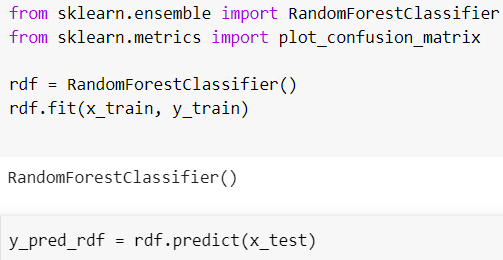 from sklearn.ensemble import RandomForestClassifier
from sklearn.metrics import plot_confusion_matrix
rdf = RandomForestClassifier()
rdf.fit(x_train, y_train)
RandomForestClassifier()
y_pred_rdf = rdf.predict(x_test)